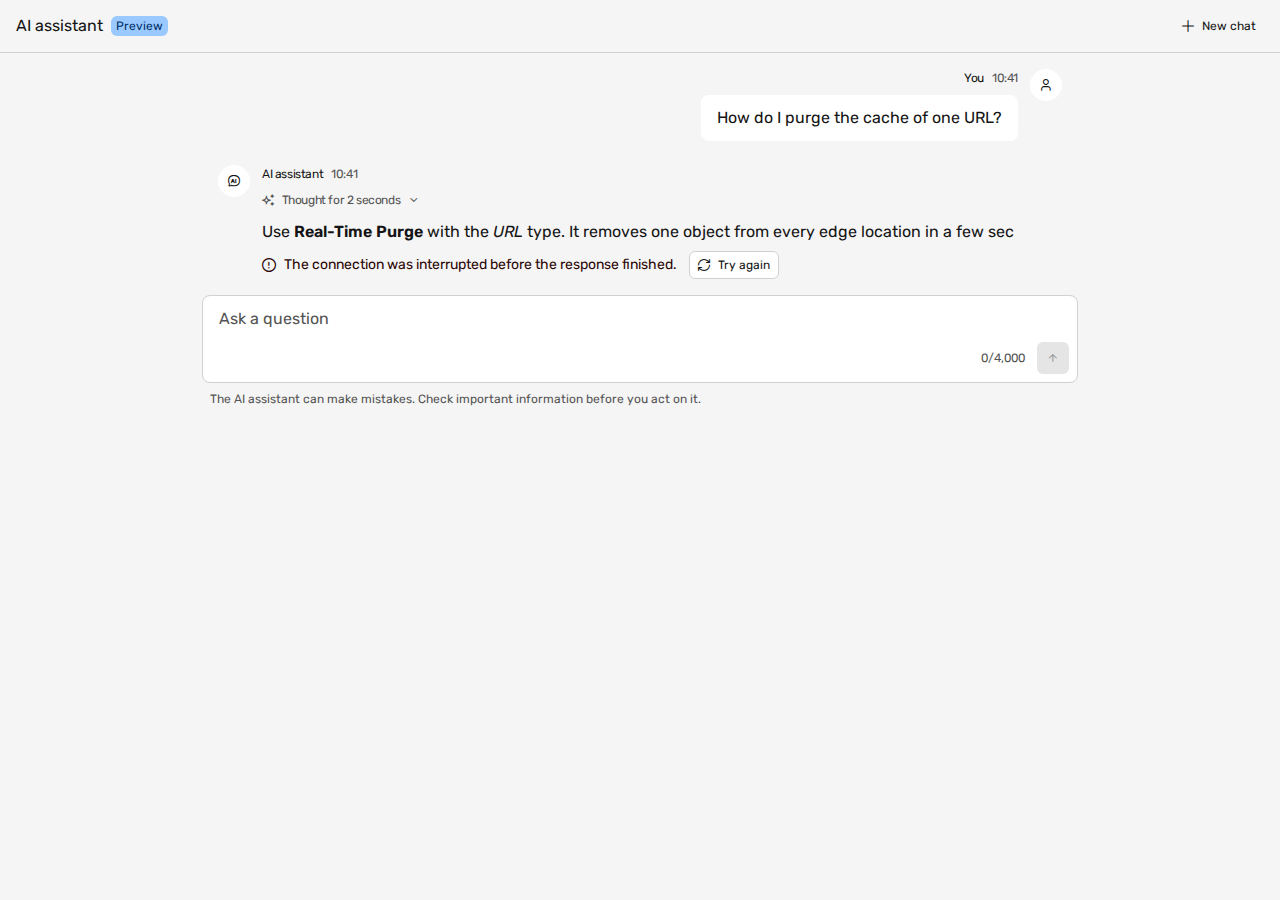 AI assistant Preview
New chat
You 10:41
How do I purge the cache of one URL?
AI
AI assistant 10:41
Thought for 2 seconds
Use Real-Time Purge with the URL type. It removes one object from every edge location in a few sec
The connection was interrupted before the response finished.
Try again
Ask a question
0/4,000
The AI assistant can make mistakes. Check important information before you act on it.